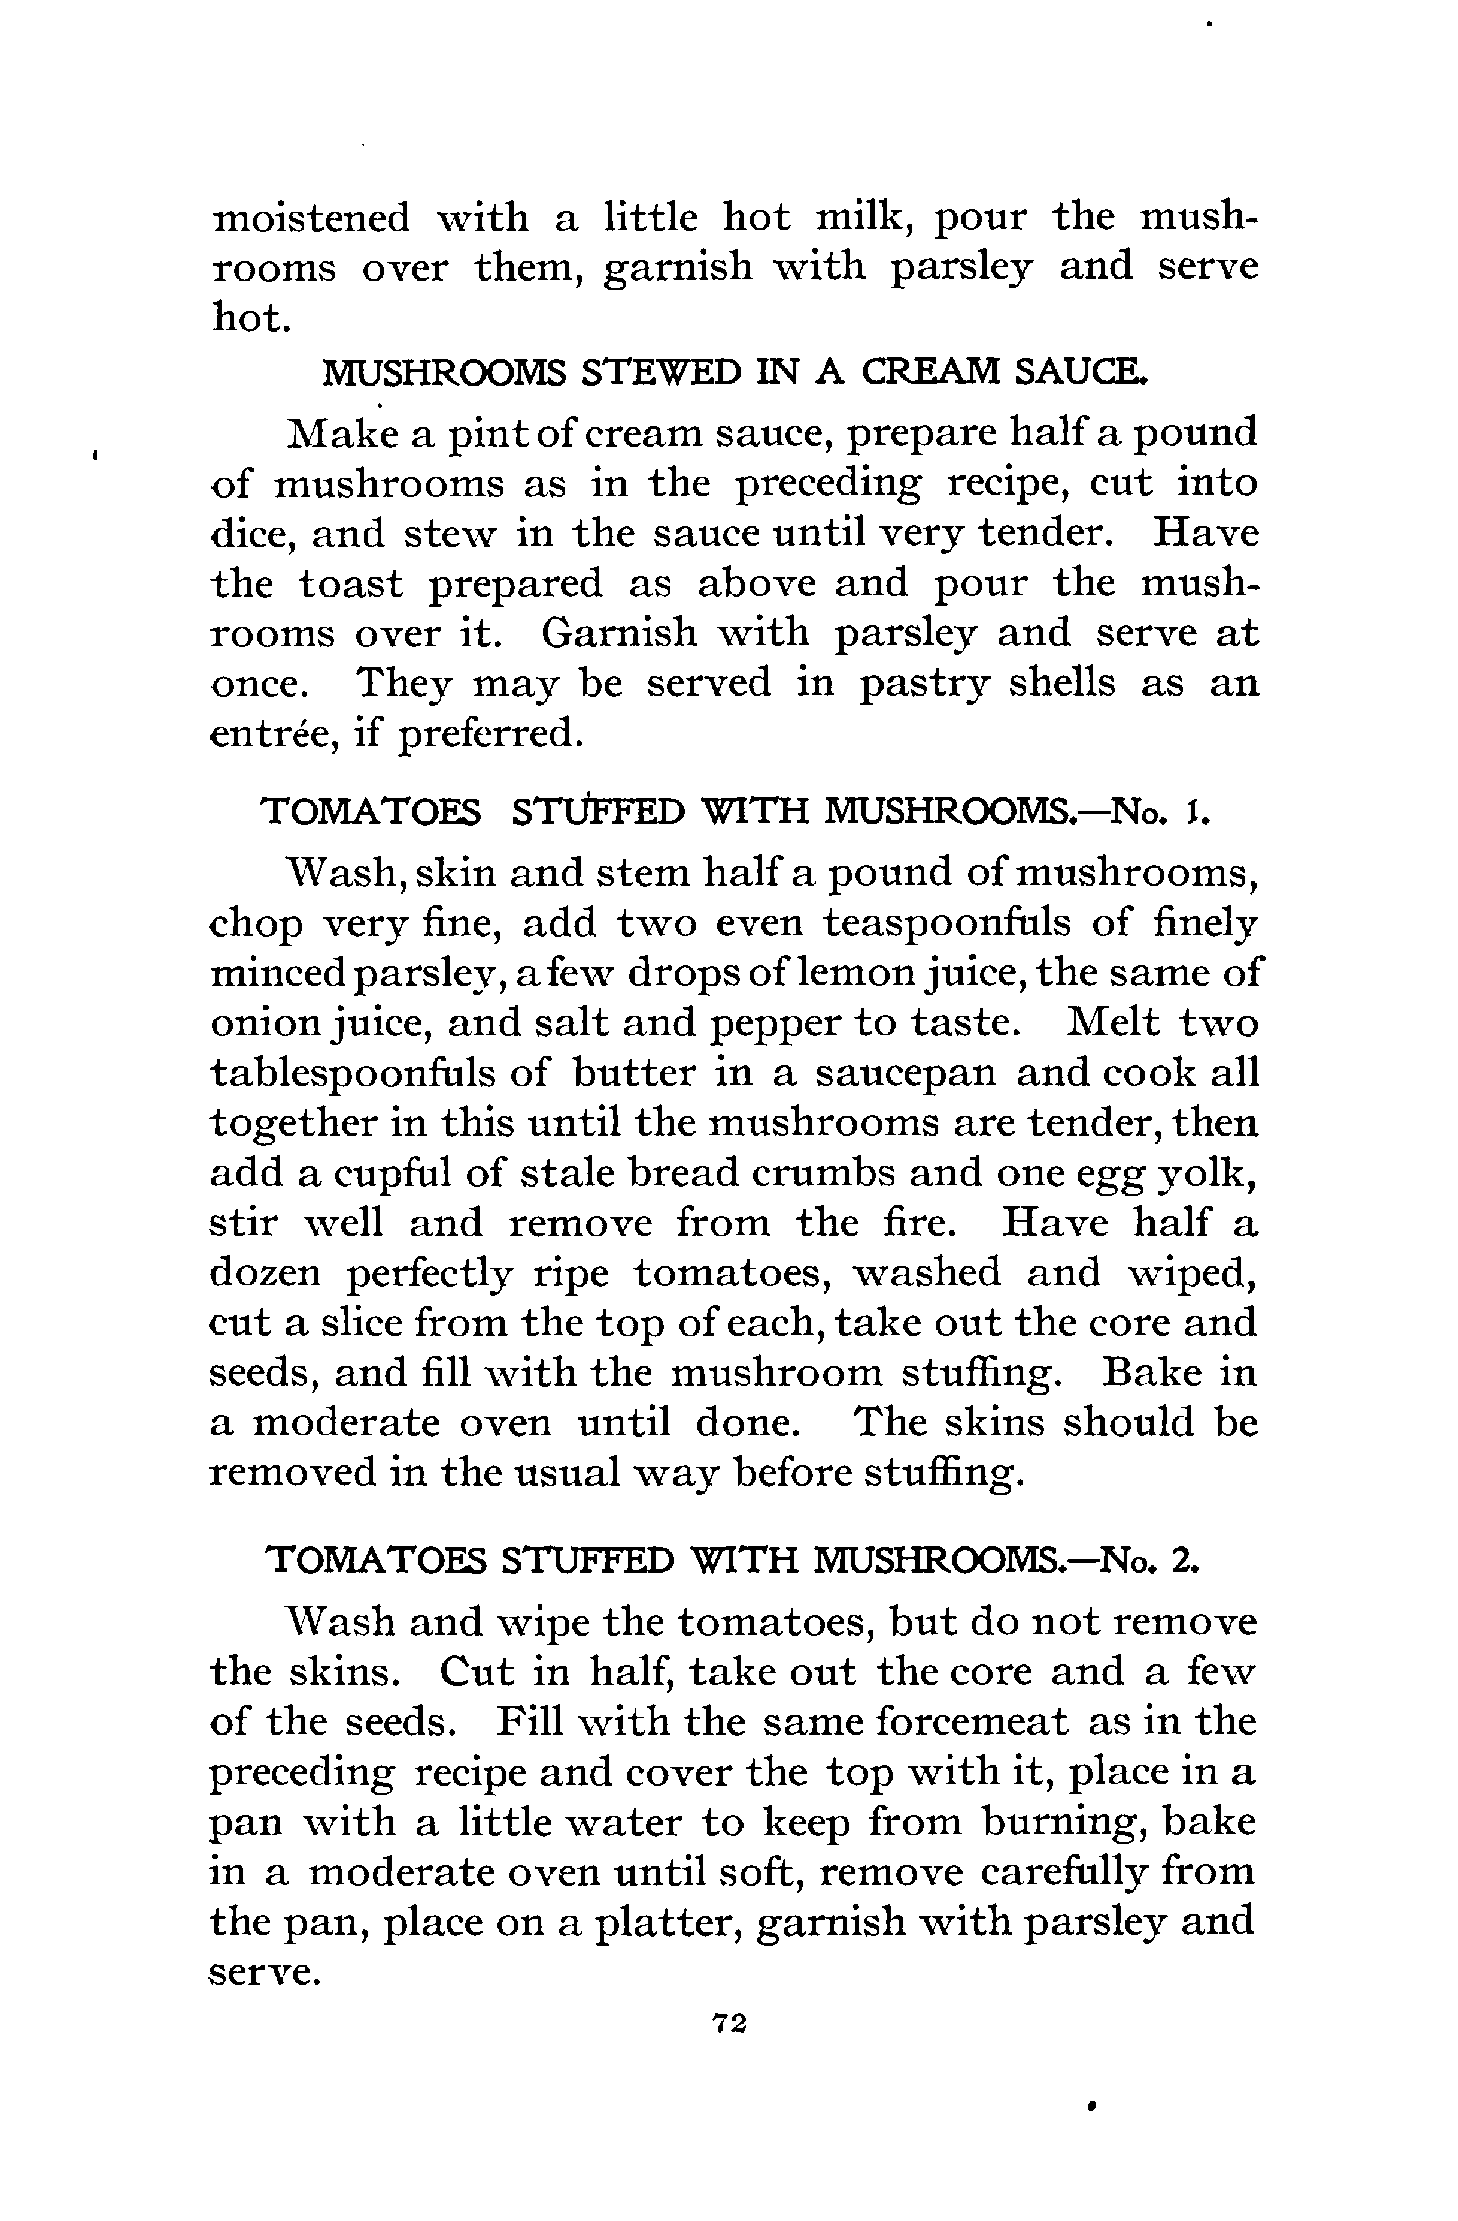 moistened with a little hot milk, pour the mush-
rooms over them, garnish with parsley and serve
hot.
MUSHROOMS STEWED IN A CREAM SAUCE.
Make a pint of cream sauce, prepare half a pound
of mushrooms as in the preceding recipe, cut into
dice, and stew in the sauce until very tender. Have
the toast prepared as above and pour the mush-
rooms over it. Garnish with parsley and serve at
once. They may be served in pastry shells as an
entrée, if preferred.
TOMATOES STUFFED WITH MUSHROOMS.—No. 1.
Wash, skin and stem half a pound of mushrooms,
chop very fine, add two even teaspoonfuls of finely
minced parsley, a few drops of lemon juice, the same of
onion juice, and salt and pepper to taste. Melt two
tablespoonfuls of butter in a saucepan and cook all
together in this until the mushrooms are tender, then
add a cupful of stale bread crumbs and one egg yolk,
stir well and remove from the fire. Have half a
dozen perfectly ripe tomatoes, washed and wiped,
cut a slice from the top of each, take out the core and
seeds, and fill with the mushroom stuffing. Bake in
a moderate oven until done. The skins should be
removed in the usual way before stuffing.
TOMATOES STUFFED WITH MUSHROOMS.—No. 2.
Wash and wipe the tomatoes, but do not remove
the skins. Cut in half, take out the core and a few
of the seeds. Fill with the same forcemeat as in the
preceding recipe and cover the top with it, place in a
pan with a little water to keep from burning, bake
in a moderate oven until soft, remove carefully from
the pan, place on a platter, garnish with parsley and
serve.
72